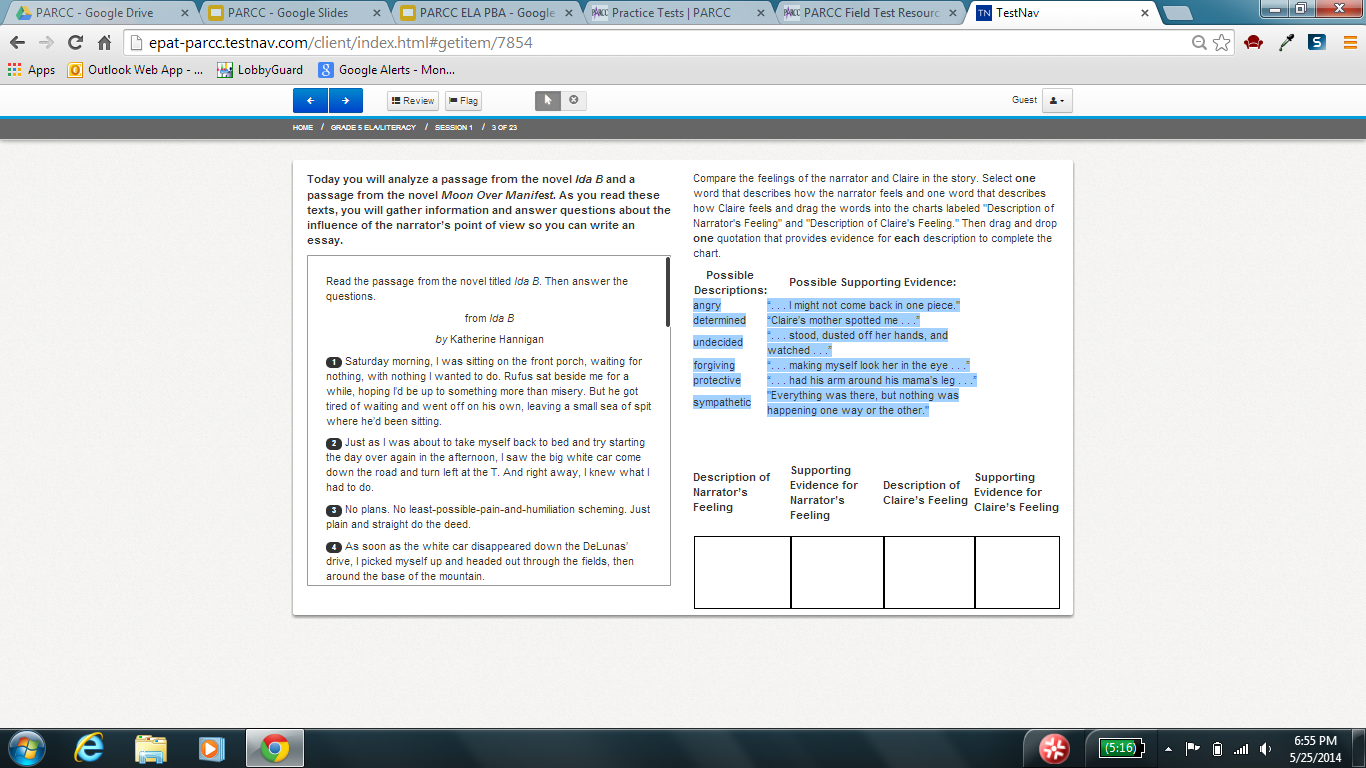 PARCC - Google Drive
PARCC - Google Slides
PARCC ELA PBA - Google
Practice Tests | PARCC
PARCC Field Test Resourc
TN TestNav
epat-parcc.testnav.com/client/index.html#getitem/7854
Apps
Outlook Web App - ...
LobbyGuard
Google Alerts - Mon...
Review
Flag
Guest
HOME / GRADE 5 ELA/LITERACY / SESSION 1 / 3 OF 23
Today you will analyze a passage from the novel Ida B and a
passage from the novel Moon Over Manifest. As you read these
texts, you will gather information and answer questions about the
influence of the narrator's point of view so you can write an
essay.
Read the passage from the novel titled Ida B. Then answer the
questions.
from Ida B
by Katherine Hannigan
1 Saturday morning, I was sitting on the front porch, waiting for
nothing, with nothing I wanted to do. Rufus sat beside me for a
while, hoping I'd be up to something more than misery. But he got
tired of waiting and went off on his own, leaving a small sea of spit
where he'd been sitting.
2 Just as I was about to take myself back to bed and try starting
the day over again in the afternoon, I saw the big white car come
down the road and turn left at the T. And right away, I knew what I
had to do.
3 No plans. No least-possible-pain-and-humiliation scheming. Just
plain and straight do the deed.
4 As soon as the white car disappeared down the DeLunas'
drive, I picked myself up and headed out through the fields, then
around the base of the mountain.
Compare the feelings of the narrator and Claire in the story. Select one
word that describes how the narrator feels and one word that describes
how Claire feels and drag the words into the charts labeled "Description of
Narrator's Feeling" and "Description of Claire's Feeling." Then drag and drop
one quotation that provides evidence for each description to complete the
chart.
Possible
Descriptions:
Possible Supporting Evidence:
angry
". . . I might not come back in one piece."
determined
"Claire's mother spotted me . . ."
undecided
". . . stood, dusted off her hands, and
watched . . ."
forgiving
". . . making myself look her in the eye . . ."
protective
". . . had his arm around his mama's leg . . ."
sympathetic
"Everything was there, but nothing was
happening one way or the other."
Description of
Narrator's
Feeling
Supporting
Evidence for
Narrator's
Feeling
Description of
Claire's Feeling
Supporting
Evidence for
Claire's Feeling
(5:16)
6:55 PM
5/25/2014